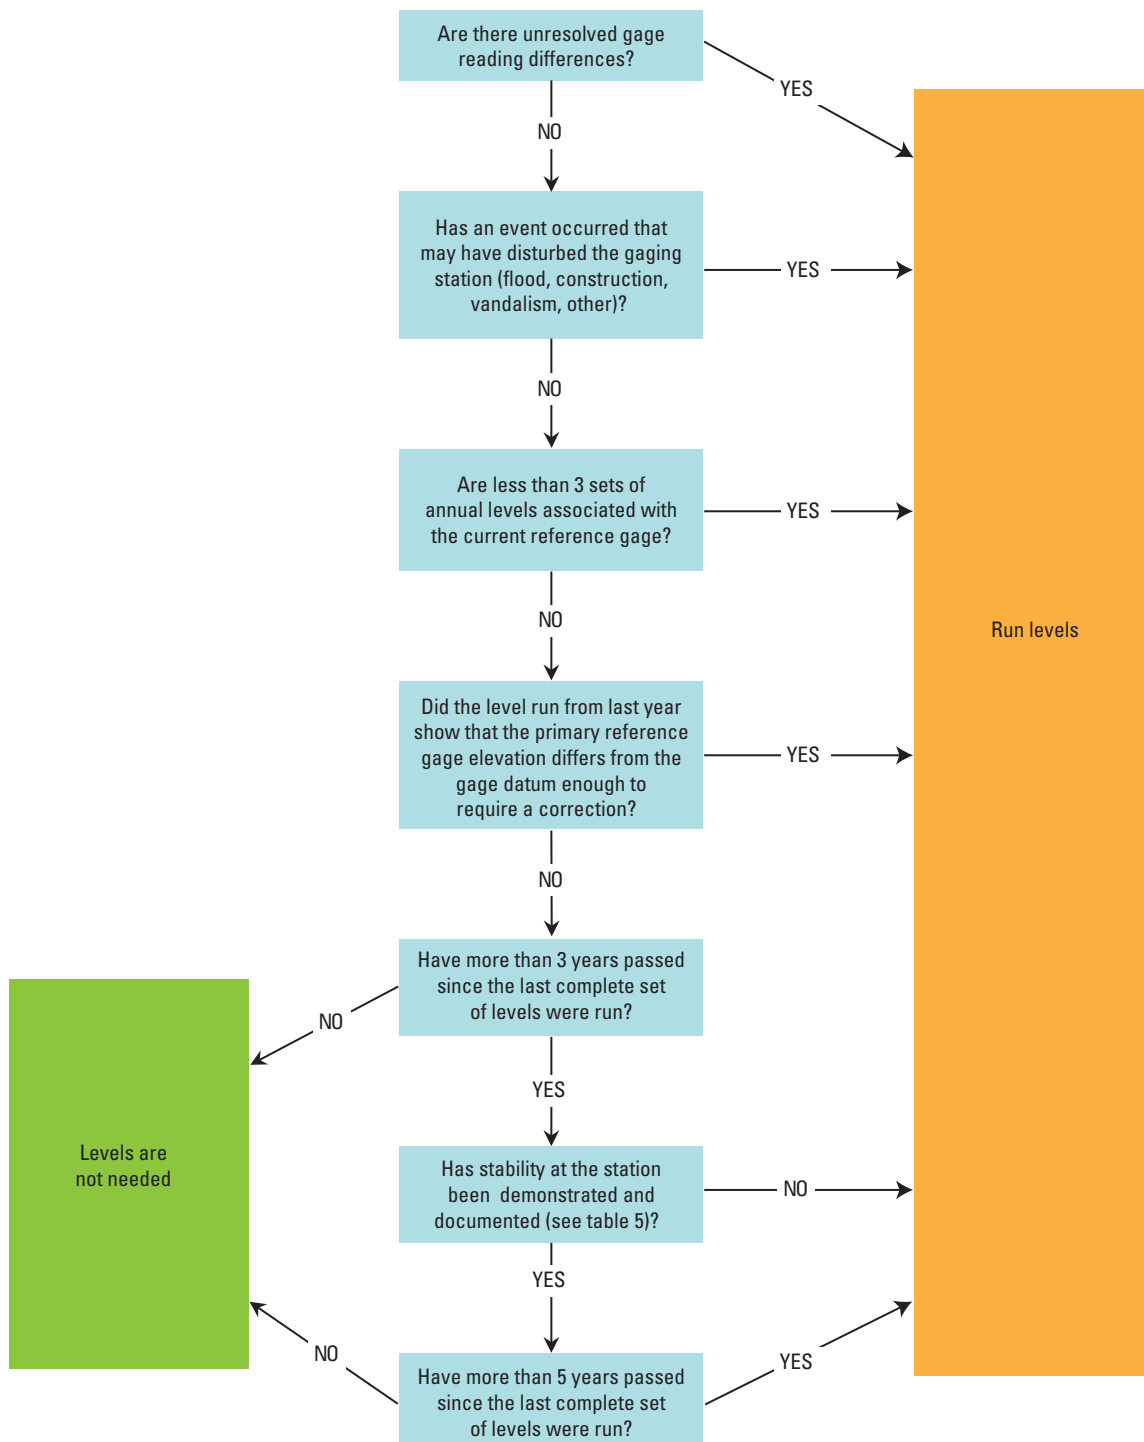 Are there unresolved gage
reading differences?
YES
NO
Has an event occurred that
may have disturbed the gaging
station (flood, construction,
vandalism, other)?
YES
NO
Are less than 3 sets of
annual levels associated with
the current reference gage?
YES
NO
Run levels
Did the level run from last year
show that the primary reference
gage elevation differs from the
gage datum enough to
require a correction?
YES
NO
Have more than 3 years passed
since the last complete set
of levels were run?
NO
YES
Levels are
not needed
Has stability at the station
been demonstrated and
documented (see table 5)?
NO
YES
Have more than 5 years passed
since the last complete set
of levels were run?
NO
YES